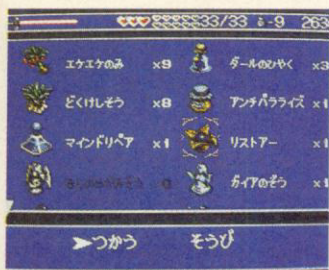 33/33 -9 263
エケエケのみ ×9 ダールのひやく ×3
どくけしそう ×8 アンチパララィズ ×1
マインドリペア ×1 リストアー ×1
ガイアのぞう ×1
つかう そうび